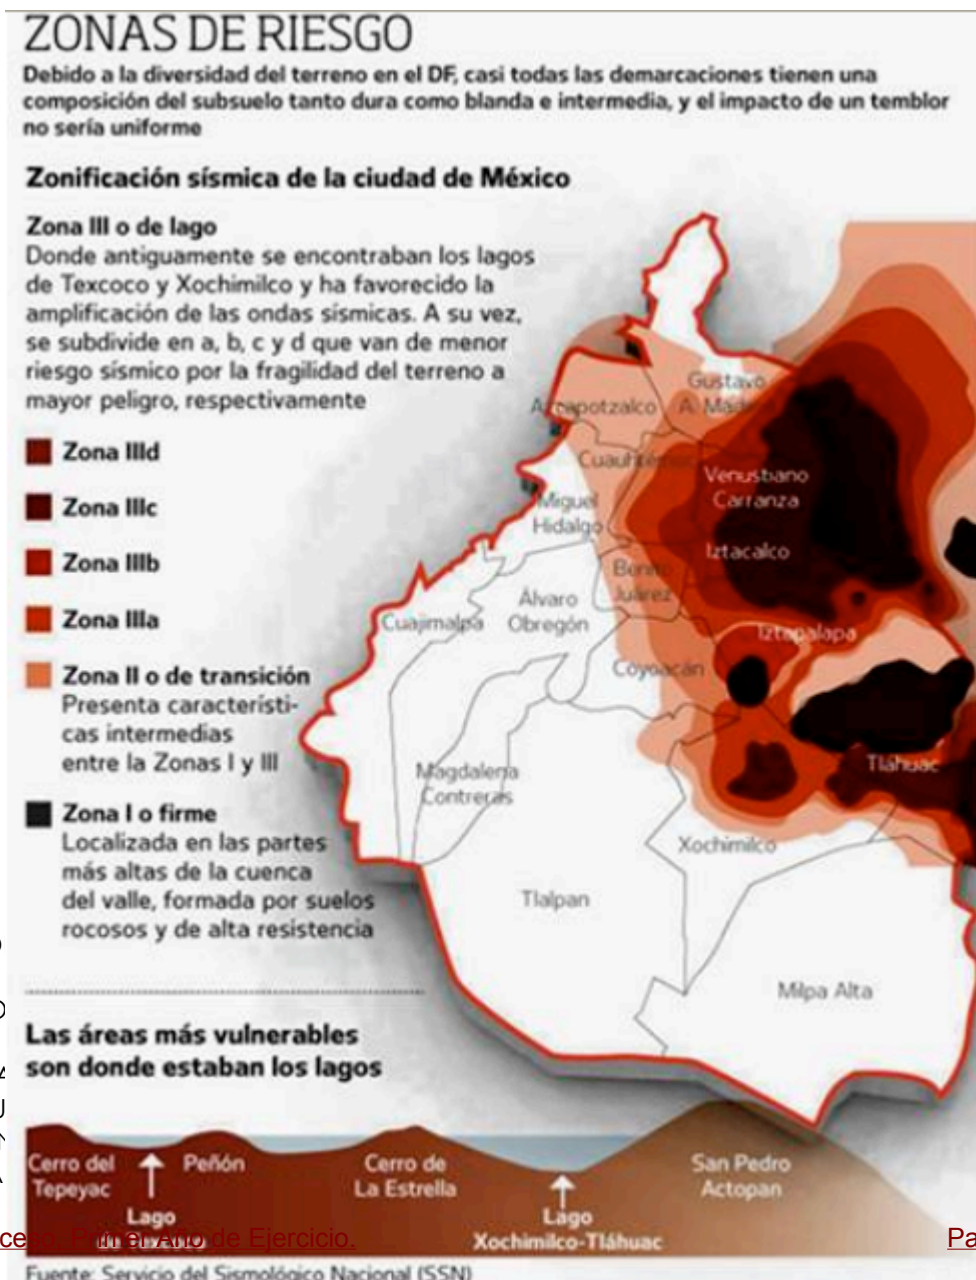 ZONAS DE RIESGO
Debido a la diversidad del terreno en el DF, casi todas las demarcaciones tienen una
composición del subsuelo tanto dura como blanda e intermedia, y el impacto de un temblor
no sería uniforme
Zonificación sísmica de la ciudad de México
Zona III o de lago
Donde antiguamente se encontraban los lagos
de Texcoco y Xochimilco y ha favorecido la
amplificación de las ondas sísmicas. A su vez,
se subdivide en a, b, c y d que van de menor
riesgo sísmico por la fragilidad del terreno a
mayor peligro, respectivamente
Zona IIId
Zona IIIc
Zona IIIb
Zona IIIa
Zona II o de transición
Presenta característi-
cas intermedias
entre la Zonas I y III
Zona I o firme
Localizada en las partes
más altas de la cuenca
del valle, formada por suelos
rocosos y de alta resistencia
Gustavo
A. Madero
Azcapotzalco
Cuauhtémoc
Venustiano
Carranza
Miguel
Hidalgo
Iztacalco
Benito
Juárez
Álvaro
Obregón
Cuajimalpa
Iztapalapa
Coyoacán
Tláhuac
Magdalena
Contreras
Xochimilco
Tlalpan
Milpa Alta
Las áreas más vulnerables
son donde estaban los lagos
Cerro del
Tepeyac
Peñón
Cerro de
La Estrella
San Pedro
Actopan
Lago
Lago
Xochimilco-Tláhuac
Primer Año de Ejercicio.
Pa
Fuente: Servicio del Sismológico Nacional (SSN)